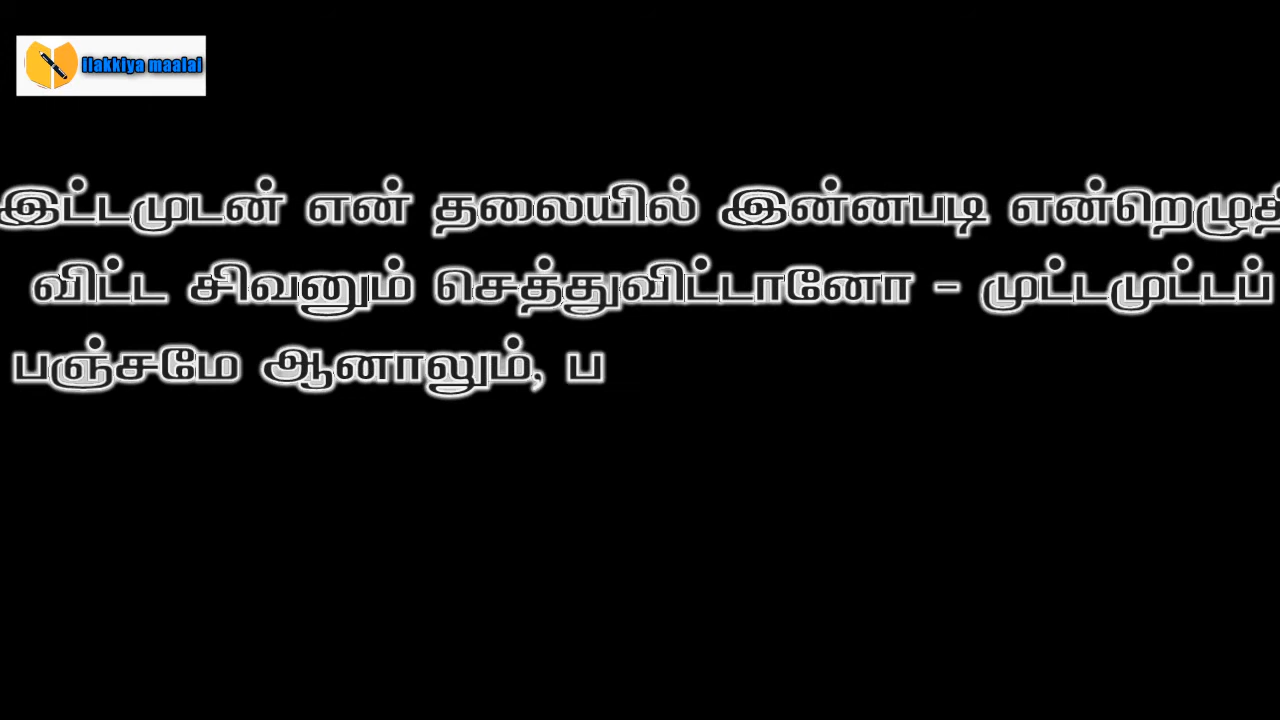 ilakkiya maalai
இட்டமுடன் என் தலையில் இன்னபடி என்றெழுதி
விட்ட சிவனும் செத்துவிட்டானோ - முட்டமுட்டப்
பஞ்சமே ஆனாலும், ப